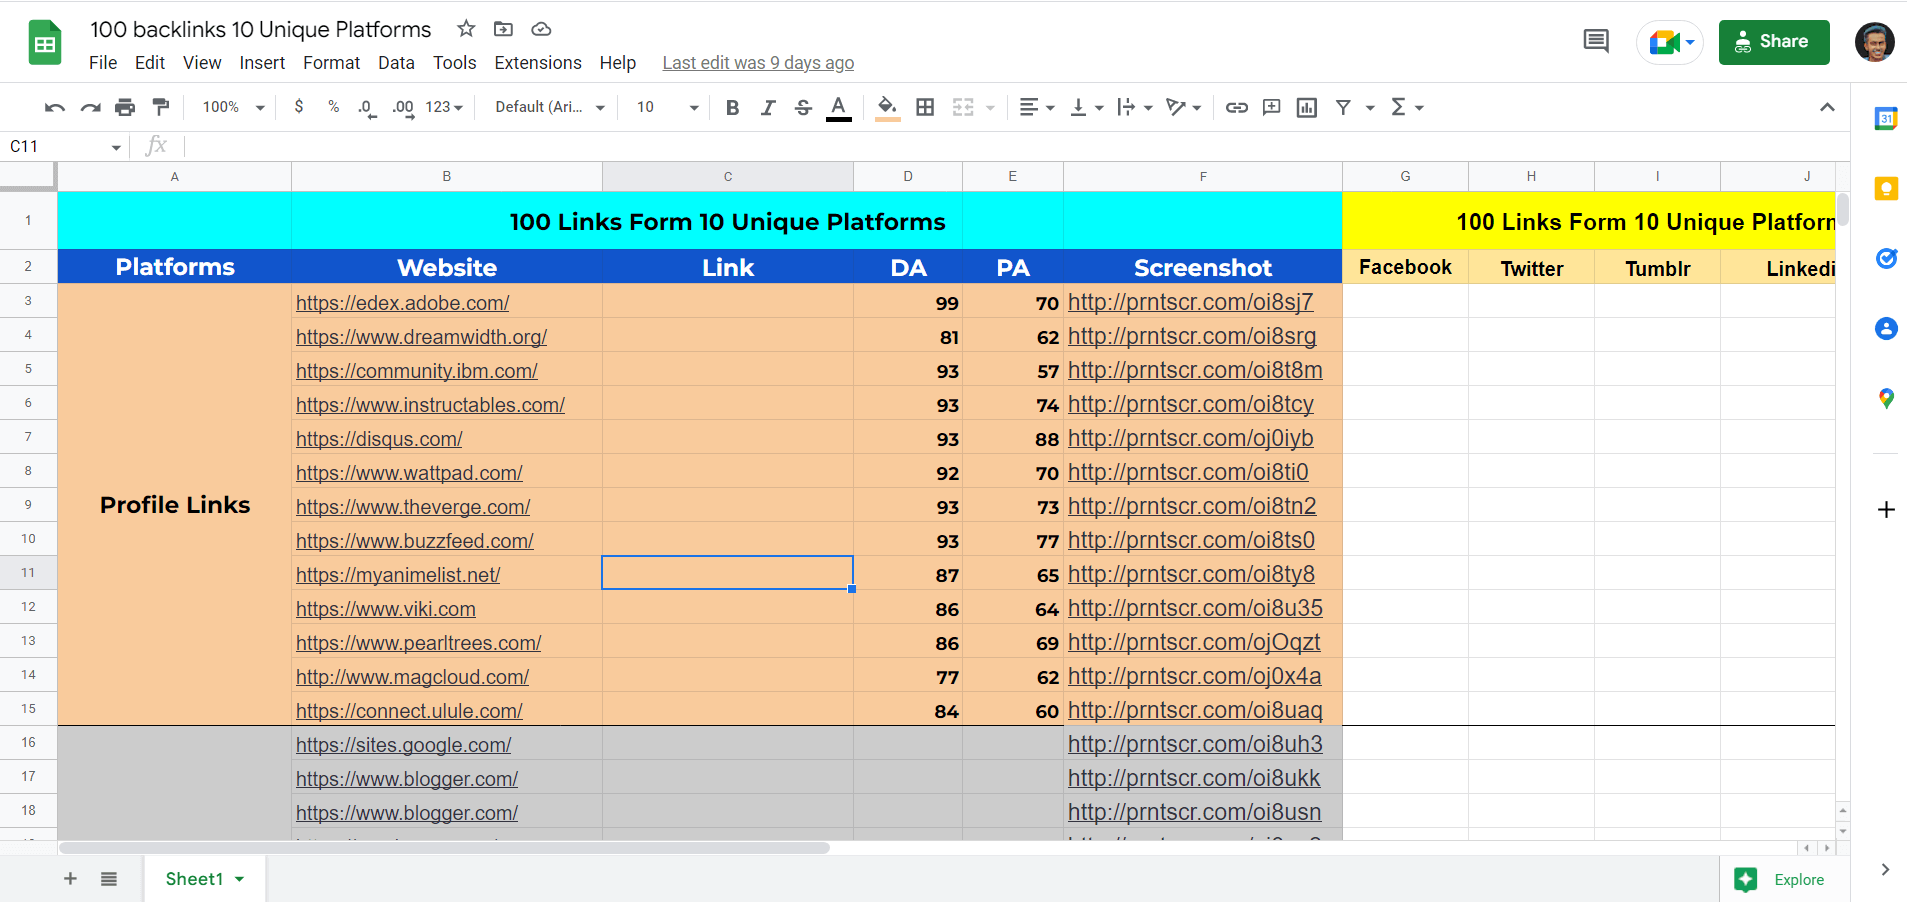 100 backlinks 10 Unique Platforms
File Edit View Insert Format Data Tools Extensions Help Last edit was 9 days ago
Share
100% $ % .0 .00 123 Default (Ari... 10 B I S A Σ
31
C11 fx
A B C D E F G H I J
1 100 Links Form 10 Unique Platforms 100 Links Form 10 Unique Platforn
2 Platforms Website Link DA PA Screenshot Facebook Twitter Tumblr Linkedi
3 https://edex.adobe.com/ 99 70 http://prntscr.com/oi8sj7
4 https://www.dreamwidth.org/ 81 62 http://prntscr.com/oi8srg
5 https://community.ibm.com/ 93 57 http://prntscr.com/oi8t8m
6 https://www.instructables.com/ 93 74 http://prntscr.com/oi8tcy
7 https://disqus.com/ 93 88 http://prntscr.com/oj0iyb
8 https://www.wattpad.com/ 92 70 http://prntscr.com/oi8ti0
9 Profile Links https://www.theverge.com/ 93 73 http://prntscr.com/oi8tn2
10 https://www.buzzfeed.com/ 93 77 http://prntscr.com/oi8ts0
11 https://myanimelist.net/ 87 65 http://prntscr.com/oi8ty8
12 https://www.viki.com 86 64 http://prntscr.com/oi8u35
13 https://www.pearltrees.com/ 86 69 http://prntscr.com/ojOqzt
14 http://www.magcloud.com/ 77 62 http://prntscr.com/oj0x4a
15 https://connect.ulule.com/ 84 60 http://prntscr.com/oi8uaq
16 https://sites.google.com/ http://prntscr.com/oi8uh3
17 https://www.blogger.com/ http://prntscr.com/oi8ukk
18 https://www.blogger.com/ http://prntscr.com/oi8usn
Sheet1
Explore